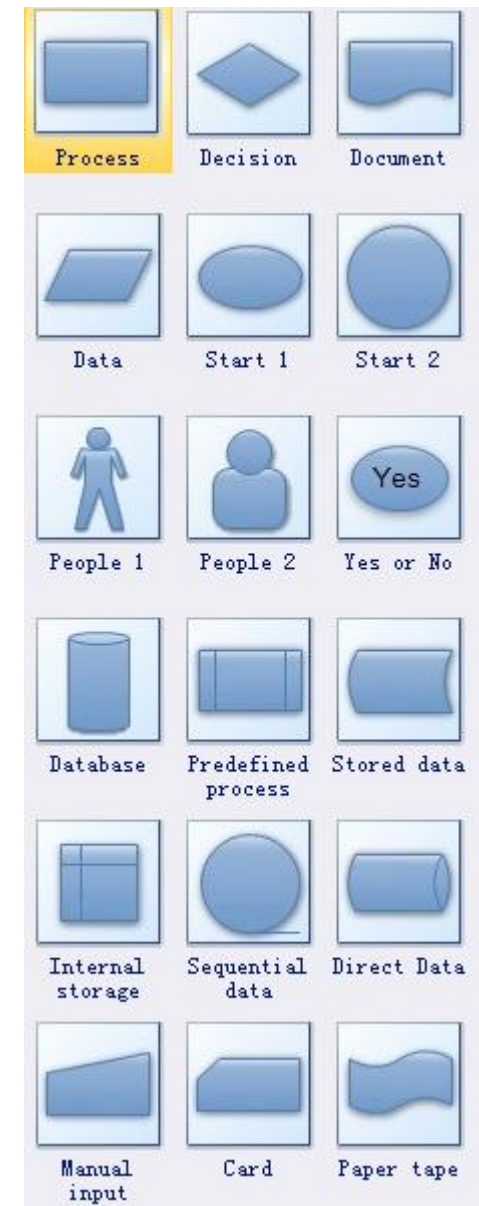 Process Decision Document
Data Start 1 Start 2
Yes
People 1 People 2 Yes or No
Database Predefined process Stored data
Internal storage Sequential data Direct Data
Manual input Card Paper tape